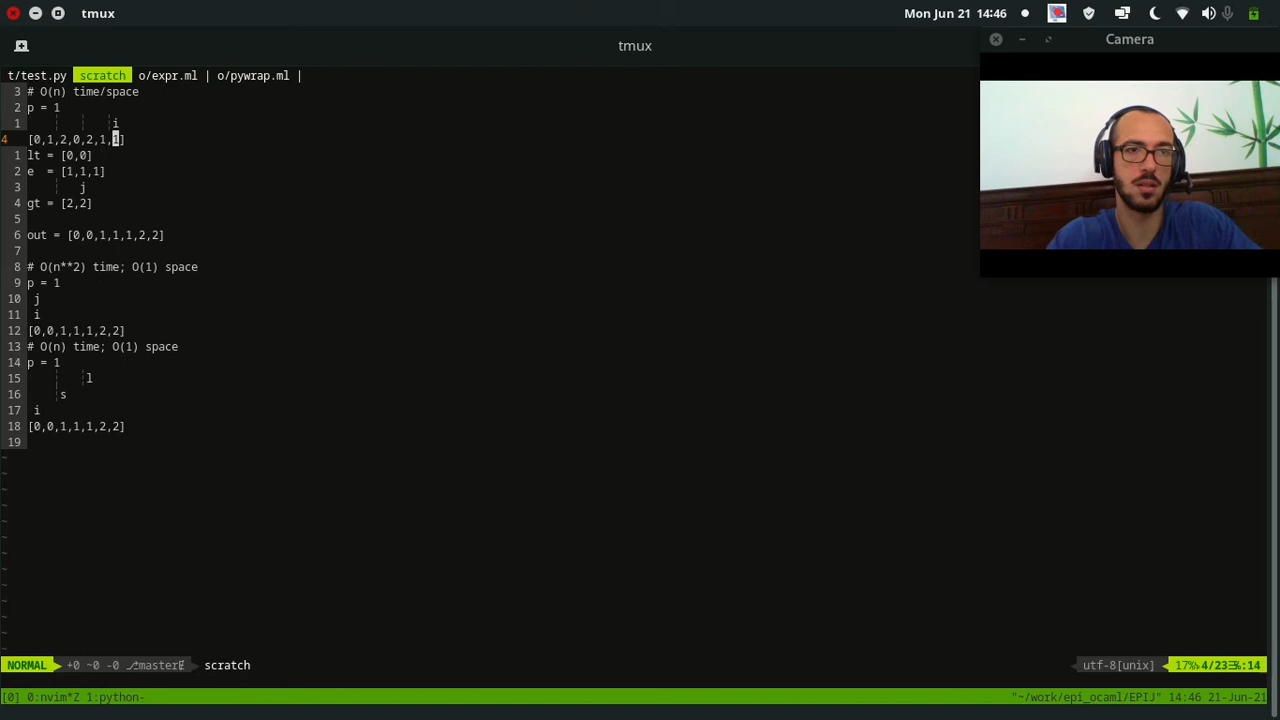 tmux
Mon Jun 21 14:46
tmux
Camera
t/test.py scratch o/expr.ml | o/pywrap.ml |
3 # O(n) time/space
2 p = 1
1 i
4 [0,1,2,0,2,1,1]
1 lt = [0,0]
2 e = [1,1,1]
3 j
4 gt = [2,2]
5
6 out = [0,0,1,1,1,2,2]
7
8 # O(n**2) time; O(1) space
9 p = 1
10 j
11 i
12 [0,0,1,1,1,2,2]
13 # O(n) time; O(1) space
14 p = 1
15 l
16 s
17 i
18 [0,0,1,1,1,2,2]
19
~
~
~
~
~
~
~
~
~
~
~
~
~
NORMAL +0 ~0 -0 master scratch utf-8[unix] 17% 4/23 :14
[0] 0:nvim*Z 1:python- "~/work/epi_ocaml/EPIJ" 14:46 21-Jun-21